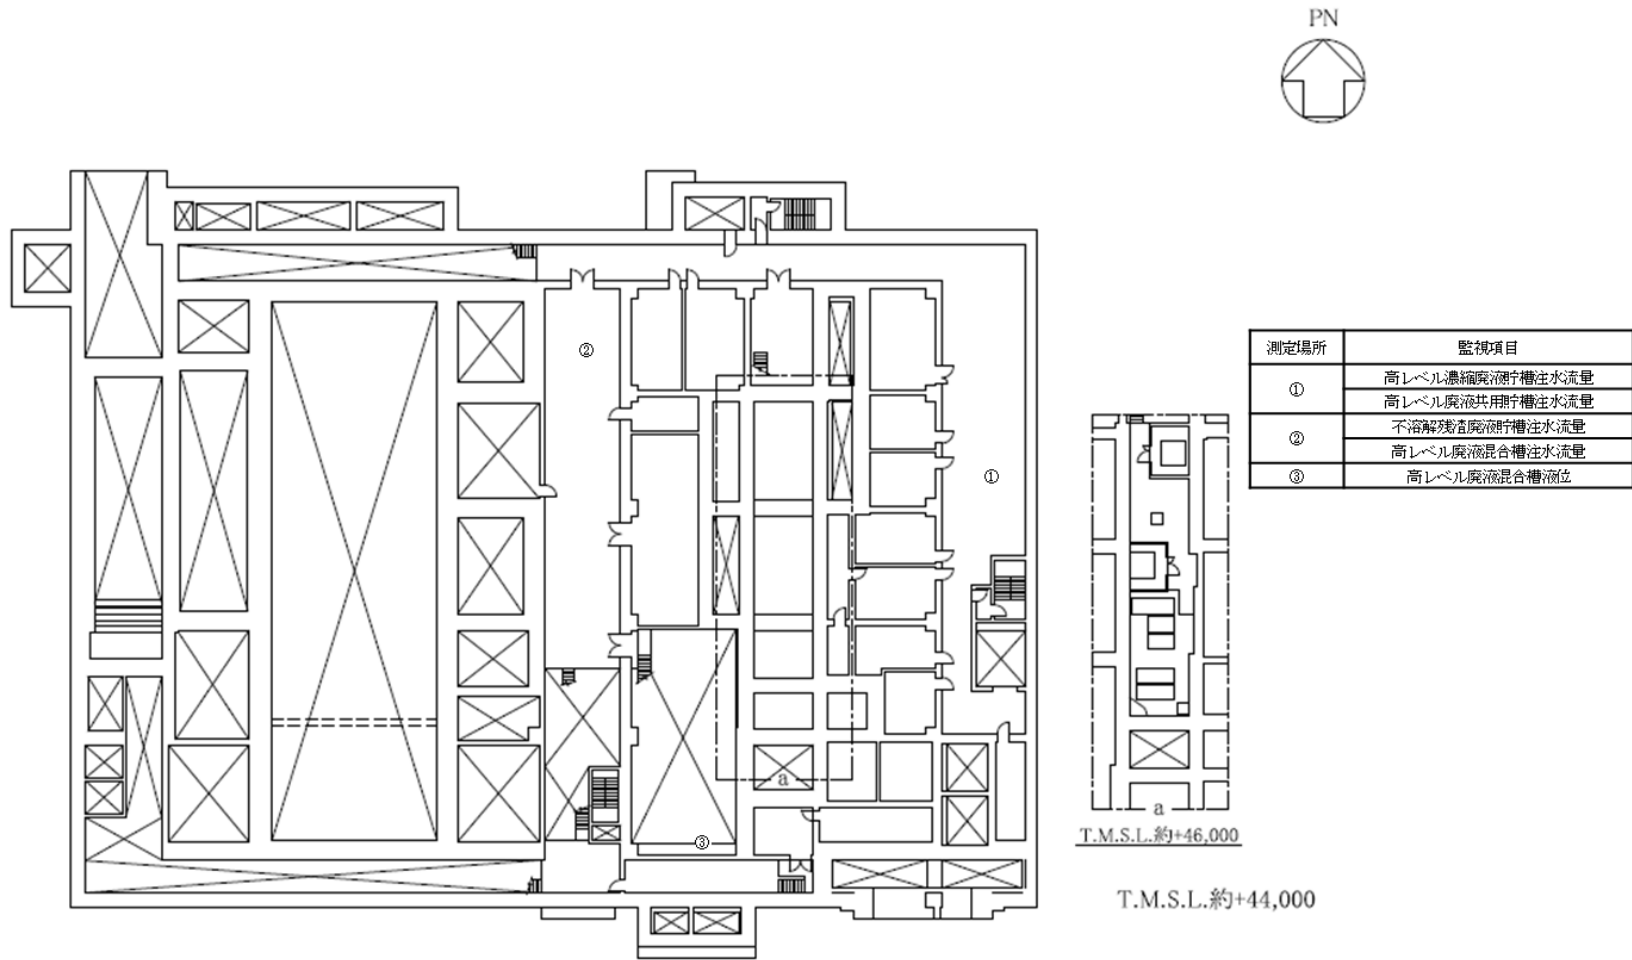 PN
②
①
③
a
測定場所 監視項目
① 高レベル濃縮廃液貯槽注水流量
高レベル廃液共用貯槽注水流量
② 不溶解残渣廃液貯槽注水流量
高レベル廃液混合槽注水流量
③ 高レベル廃液混合槽液位
a
T.M.S.L.約+46,000
T.M.S.L.約+44,000